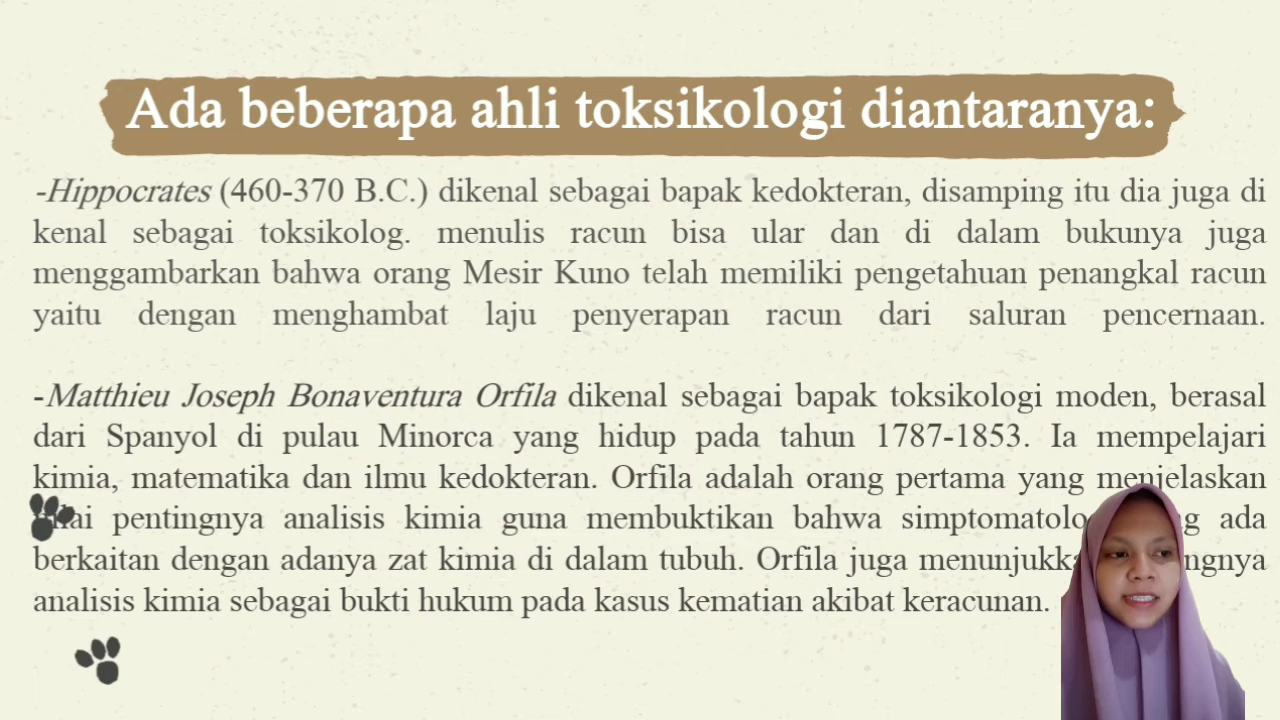 Ada beberapa ahli toksikologi diantaranya:
-Hippocrates (460-370 B.C.) dikenal sebagai bapak kedokteran, disamping itu dia juga di
kenal sebagai toksikolog. menulis racun bisa ular dan di dalam bukunya juga
menggambarkan bahwa orang Mesir Kuno telah memiliki pengetahuan penangkal racun
yaitu dengan menghambat laju penyerapan racun dari saluran pencernaan.
-Matthieu Joseph Bonaventura Orfila dikenal sebagai bapak toksikologi moden, berasal
dari Spanyol di pulau Minorca yang hidup pada tahun 1787-1853. Ia mempelajari
kimia, matematika dan ilmu kedokteran. Orfila adalah orang pertama yang menjelaskan
pentingnya analisis kimia guna membuktikan bahwa ada
berkaitan dengan adanya zat kimia di dalam tubuh. Orfila juga
analisis kimia sebagai bukti hukum pada kasus kematian akibat keracunan.